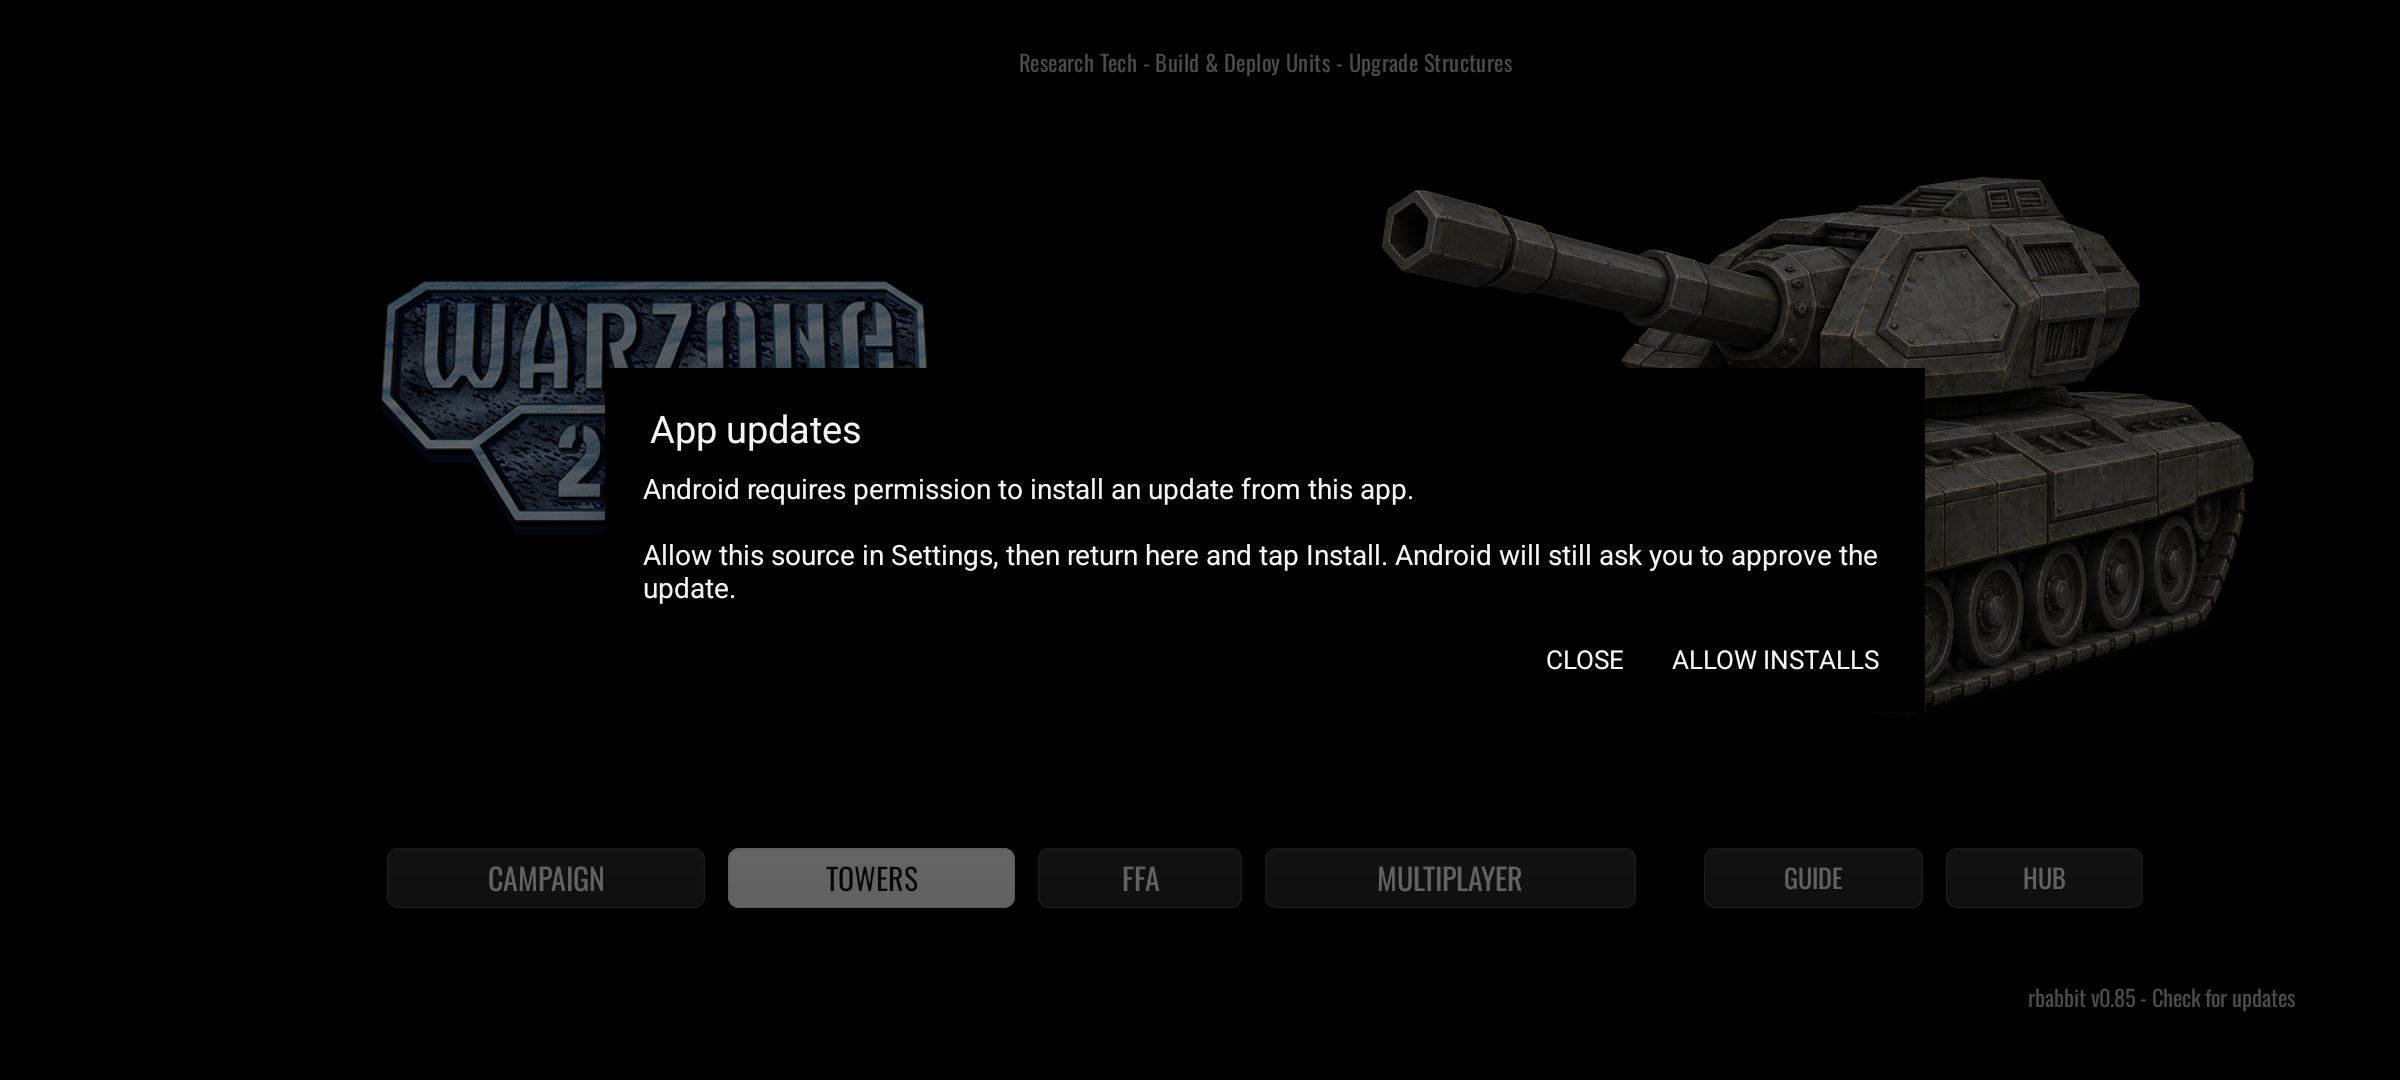 Research Tech - Build & Deploy Units - Upgrade Structures
WARZONE
2
App updates
Android requires permission to install an update from this app.
Allow this source in Settings, then return here and tap Install. Android will still ask you to approve the
update.
CLOSE ALLOW INSTALLS
CAMPAIGN TOWERS FFA MULTIPLAYER GUIDE HUB
rbabbit v0.85 - Check for updates